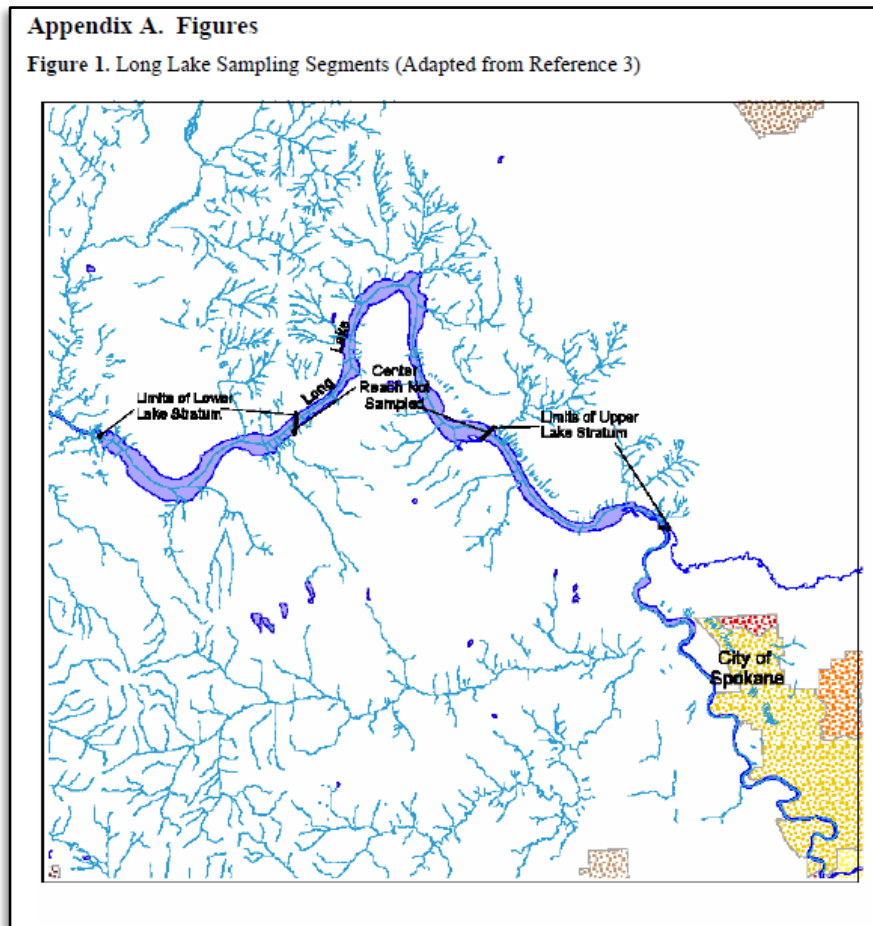 Appendix A. Figures
Figure 1. Long Lake Sampling Segments (Adapted from Reference 3)
Lake
Long
Center
Reach Not
Sampled
Limits of Lower
Lake Stratum
Limits of Upper
Lake Stratum
City of
Spokane